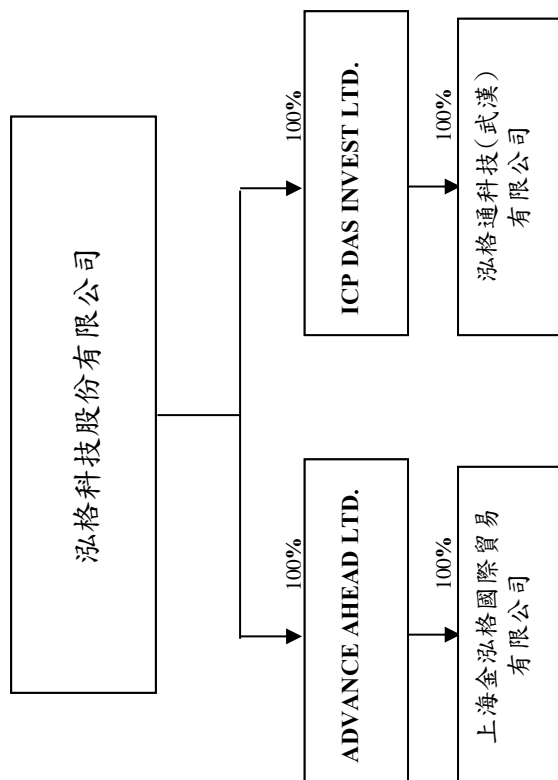 泓格科技股份有限公司
100%
ADVANCE AHEAD LTD.
100%
ICP DAS INVEST LTD.
100%
上海金泓格國際貿易
有限公司
100%
泓格通科技(武漢)
有限公司